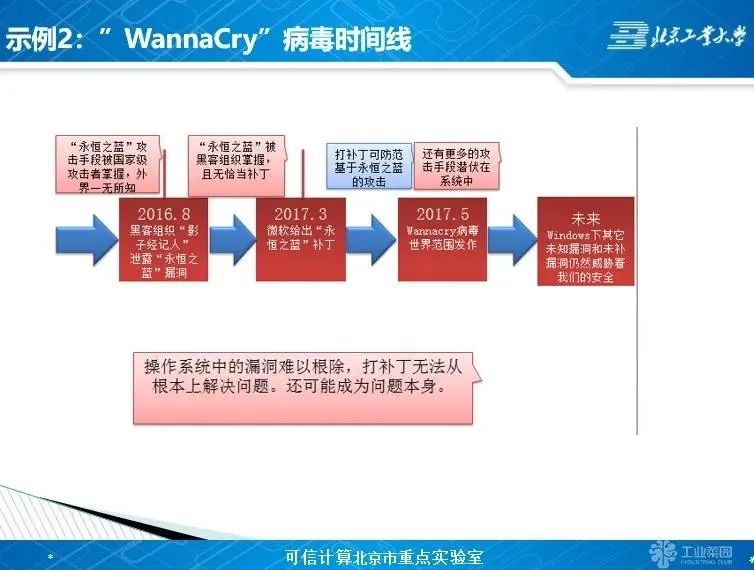 示例2：”WannaCry”病毒时间线
北京工业大学
“永恒之蓝”攻
击手段被国家级
攻击者掌握，外
界一无所知
“永恒之蓝”被
黑客组织掌握，
且无恰当补丁
打补丁可防范
基于永恒之蓝
的攻击
还有更多的攻
击手段潜伏在
系统中
2016.8
黑客组织“影
子经记人”
泄露“永恒之
蓝”漏洞
2017.3
微软给出“永
恒之蓝”补丁
2017.5
Wannacry病毒
世界范围发作
未来
Windows下其它
未知漏洞和未补
漏洞仍然威胁着
我们的安全
操作系统中的漏洞难以根除，打补丁无法从
根本上解决问题。还可能成为问题本身。
*
可信计算北京市重点实验室
工业菜园
*